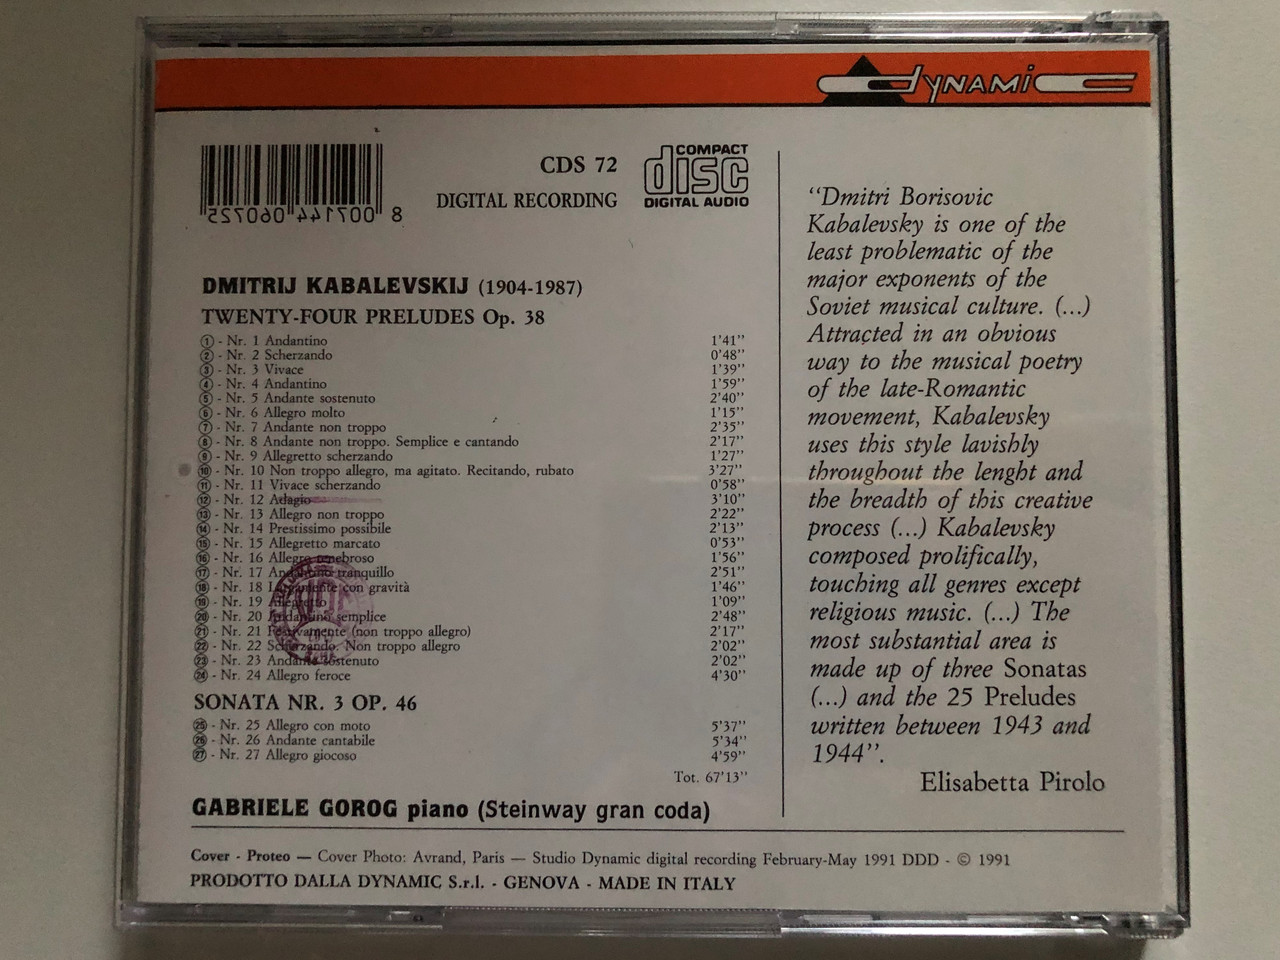 dynamic
CDS 72
COMPACT
disc
DIGITAL AUDIO
DIGITAL RECORDING
8 007144 060725
DMITRIJ KABALEVSKIJ (1904-1987)
TWENTY-FOUR PRELUDES Op. 38
1 - Nr. 1 Andantino 1'41''
2 - Nr. 2 Scherzando 0'48''
3 - Nr. 3 Vivace 1'39''
4 - Nr. 4 Andantino 1'59''
5 - Nr. 5 Andante sostenuto 2'40''
6 - Nr. 6 Allegro molto 1'15''
7 - Nr. 7 Andante non troppo 2'35''
8 - Nr. 8 Andante non troppo. Semplice e cantando 2'17''
9 - Nr. 9 Allegretto scherzando 1'27''
10 - Nr. 10 Non troppo allegro, ma agitato. Recitando, rubato 3'27''
11 - Nr. 11 Vivace scherzando 0'58''
12 - Nr. 12 Adagio 3'10''
13 - Nr. 13 Allegro non troppo 2'22''
14 - Nr. 14 Prestissimo possibile 2'13''
15 - Nr. 15 Allegretto marcato 0'53''
16 - Nr. 16 Allegro tenebroso 1'56''
17 - Nr. 17 Andantino tranquillo 2'51''
18 - Nr. 18 Largamente con gravità 1'46''
19 - Nr. 19 Allegretto 1'09''
20 - Nr. 20 Andantino semplice 2'48''
21 - Nr. 21 Festivamente (non troppo allegro) 2'17''
22 - Nr. 22 Scherzando. Non troppo allegro 2'02''
23 - Nr. 23 Andante sostenuto 2'02''
24 - Nr. 24 Allegro feroce 4'30''
SONATA NR. 3 OP. 46
25 - Nr. 25 Allegro con moto 5'37''
26 - Nr. 26 Andante cantabile 5'34''
27 - Nr. 27 Allegro giocoso 4'59''
Tot. 67'13''
GABRIELE GOROG piano (Steinway gran coda)
“Dmitri Borisovic
Kabalevsky is one of the
least problematic of the
major exponents of the
Soviet musical culture. (...)
Attracted in an obvious
way to the musical poetry
of the late-Romantic
movement, Kabalevsky
uses this style lavishly
throughout the lenght and
the breadth of this creative
process (...) Kabalevsky
composed prolifically,
touching all genres except
religious music. (...) The
most substantial area is
made up of three Sonatas
(...) and the 25 Preludes
written between 1943 and
1944”.
Elisabetta Pirolo
Cover - Proteo — Cover Photo: Avrand, Paris — Studio Dynamic digital recording February-May 1991 DDD - © 1991
PRODOTTO DALLA DYNAMIC S.r.l. - GENOVA - MADE IN ITALY